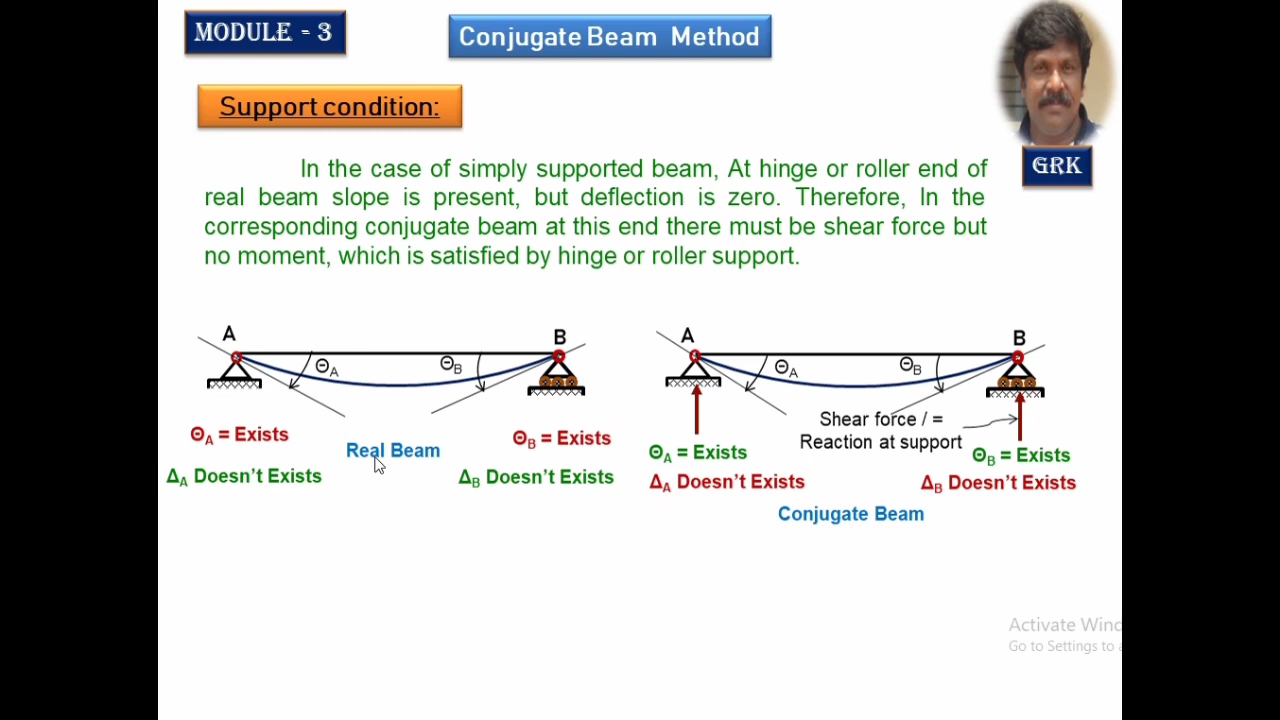 MODULE - 3
Conjugate Beam Method
Support condition:
GRK
In the case of simply supported beam, At hinge or roller end of
real beam slope is present, but deflection is zero. Therefore, In the
corresponding conjugate beam at this end there must be shear force but
no moment, which is satisfied by hinge or roller support.
A
B
ΘA
ΘB
ΘA = Exists
ΘB = Exists
Real Beam
ΔA Doesn't Exists
ΔB Doesn't Exists
A
B
ΘA
ΘB
Shear force / =
Reaction at support
ΘA = Exists
ΘB = Exists
ΔA Doesn't Exists
ΔB Doesn't Exists
Conjugate Beam
Activate Winc
Go to Settings to a